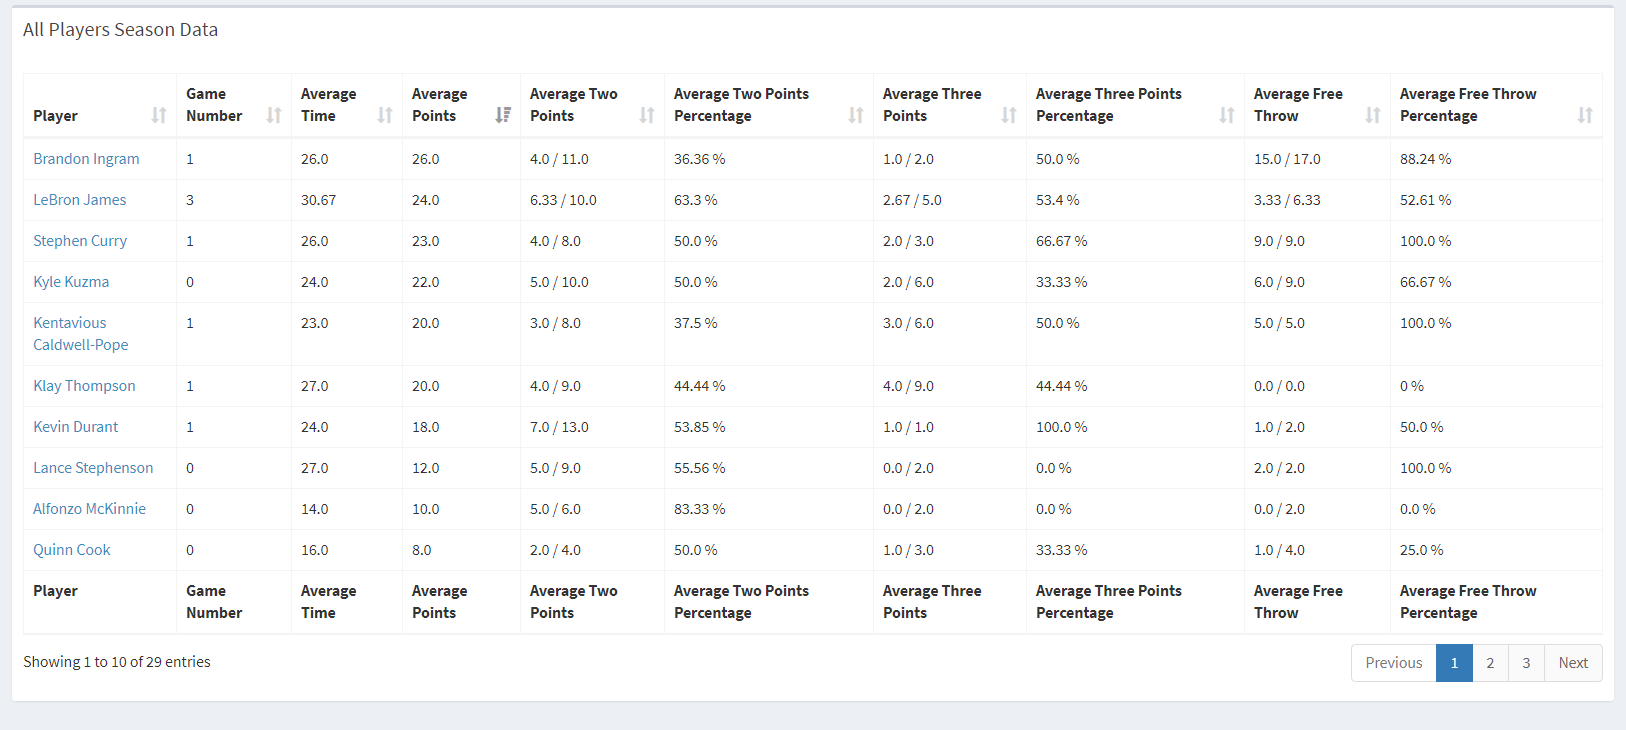 All Players Season Data
Player Game Number Average Time Average Points Average Two Points Average Two Points Percentage Average Three Points Average Three Points Percentage Average Free Throw Average Free Throw Percentage
Brandon Ingram 1 26.0 26.0 4.0 / 11.0 36.36 % 1.0 / 2.0 50.0 % 15.0 / 17.0 88.24 %
LeBron James 3 30.67 24.0 6.33 / 10.0 63.3 % 2.67 / 5.0 53.4 % 3.33 / 6.33 52.61 %
Stephen Curry 1 26.0 23.0 4.0 / 8.0 50.0 % 2.0 / 3.0 66.67 % 9.0 / 9.0 100.0 %
Kyle Kuzma 0 24.0 22.0 5.0 / 10.0 50.0 % 2.0 / 6.0 33.33 % 6.0 / 9.0 66.67 %
Kentavious Caldwell-Pope 1 23.0 20.0 3.0 / 8.0 37.5 % 3.0 / 6.0 50.0 % 5.0 / 5.0 100.0 %
Klay Thompson 1 27.0 20.0 4.0 / 9.0 44.44 % 4.0 / 9.0 44.44 % 0.0 / 0.0 0 %
Kevin Durant 1 24.0 18.0 7.0 / 13.0 53.85 % 1.0 / 1.0 100.0 % 1.0 / 2.0 50.0 %
Lance Stephenson 0 27.0 12.0 5.0 / 9.0 55.56 % 0.0 / 2.0 0.0 % 2.0 / 2.0 100.0 %
Alfonzo McKinnie 0 14.0 10.0 5.0 / 6.0 83.33 % 0.0 / 2.0 0.0 % 0.0 / 2.0 0.0 %
Quinn Cook 0 16.0 8.0 2.0 / 4.0 50.0 % 1.0 / 3.0 33.33 % 1.0 / 4.0 25.0 %
Player Game Number Average Time Average Points Average Two Points Average Two Points Percentage Average Three Points Average Three Points Percentage Average Free Throw Average Free Throw Percentage
Showing 1 to 10 of 29 entries Previous 1 2 3 Next